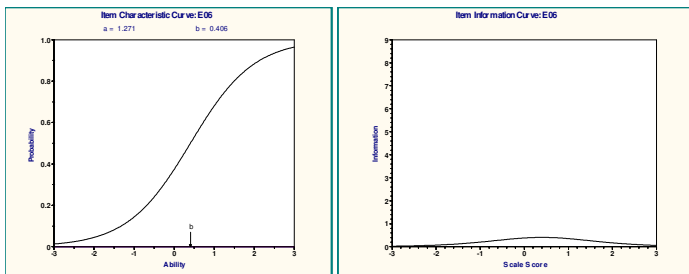 Item Characteristic Curve: E06
a = 1.271 b = 0.406
1.0
0.8
0.6
0.4
0.2
0
Probability
b
-3 -2 -1 0 1 2 3
Ability
Item Information Curve: E06
9
8
7
6
5
4
3
2
1
0
Information
-3 -2 -1 0 1 2 3
Scale Score